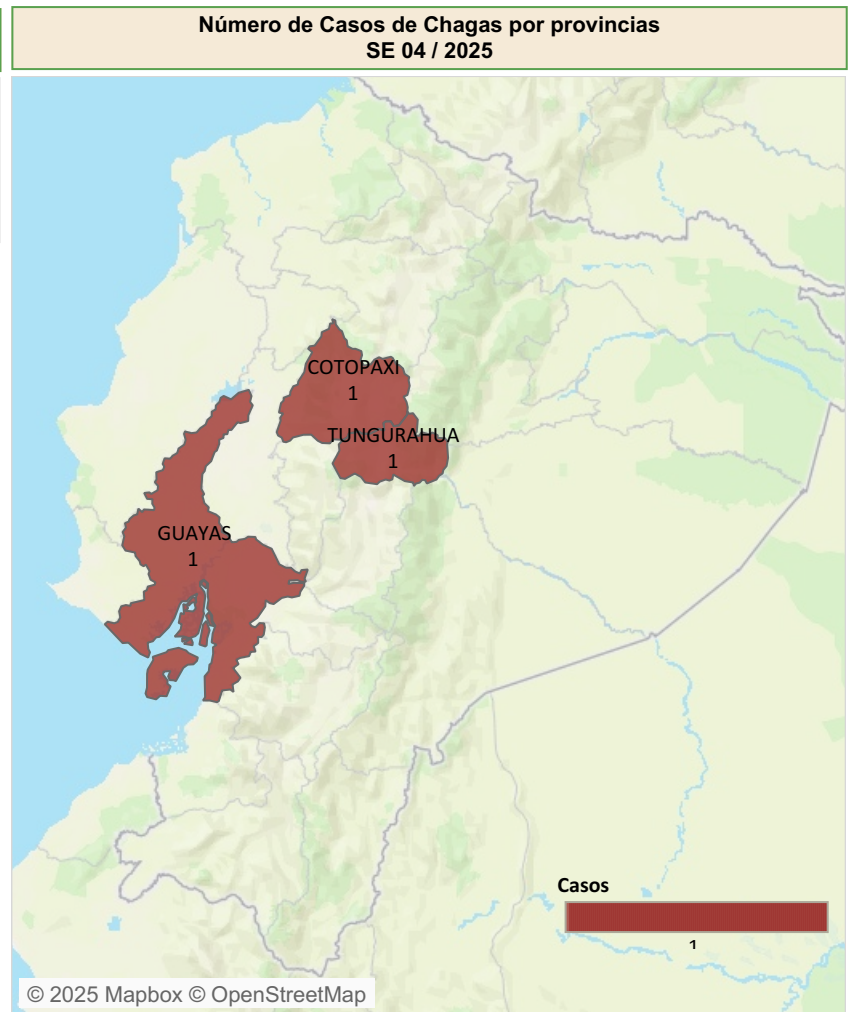 Número de Casos de Chagas por provincias
SE 04 / 2025
COTOPAXI
1
TUNGURAHUA
1
GUAYAS
1
Casos
1
© 2025 Mapbox © OpenStreetMap